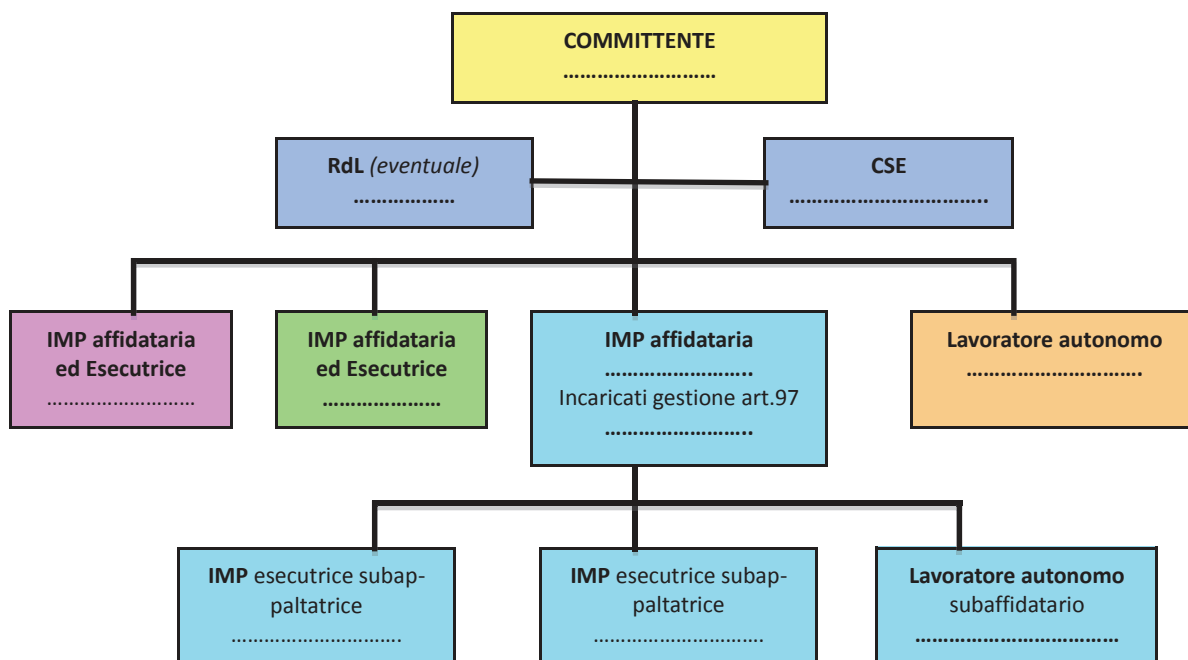 COMMITTENTE
……………………
RdL (eventuale)
………………
CSE
……………………………..
IMP affidataria
ed Esecutrice
………………………
IMP affidataria
ed Esecutrice
…………………
IMP affidataria
……………………..
Incaricati gestione art.97
……………………..
Lavoratore autonomo
……………………….
IMP esecutrice subap-
paltatrice
………………………….
IMP esecutrice subap-
paltatrice
………………………….
Lavoratore autonomo
subaffidatario
……………………………